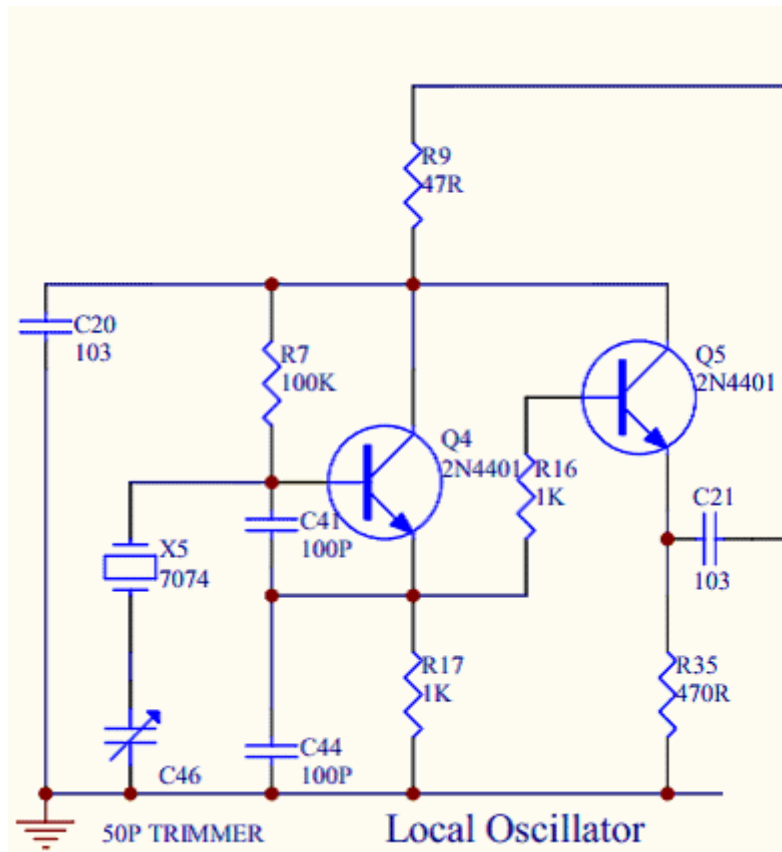 R9
47R
C20
103
R7
100K
Q5
2N4401
Q4
2N4401
R16
1K
C41
100P
C21
103
X5
7074
R17
1K
R35
470R
C44
100P
C46
50P TRIMMER
Local Oscillator